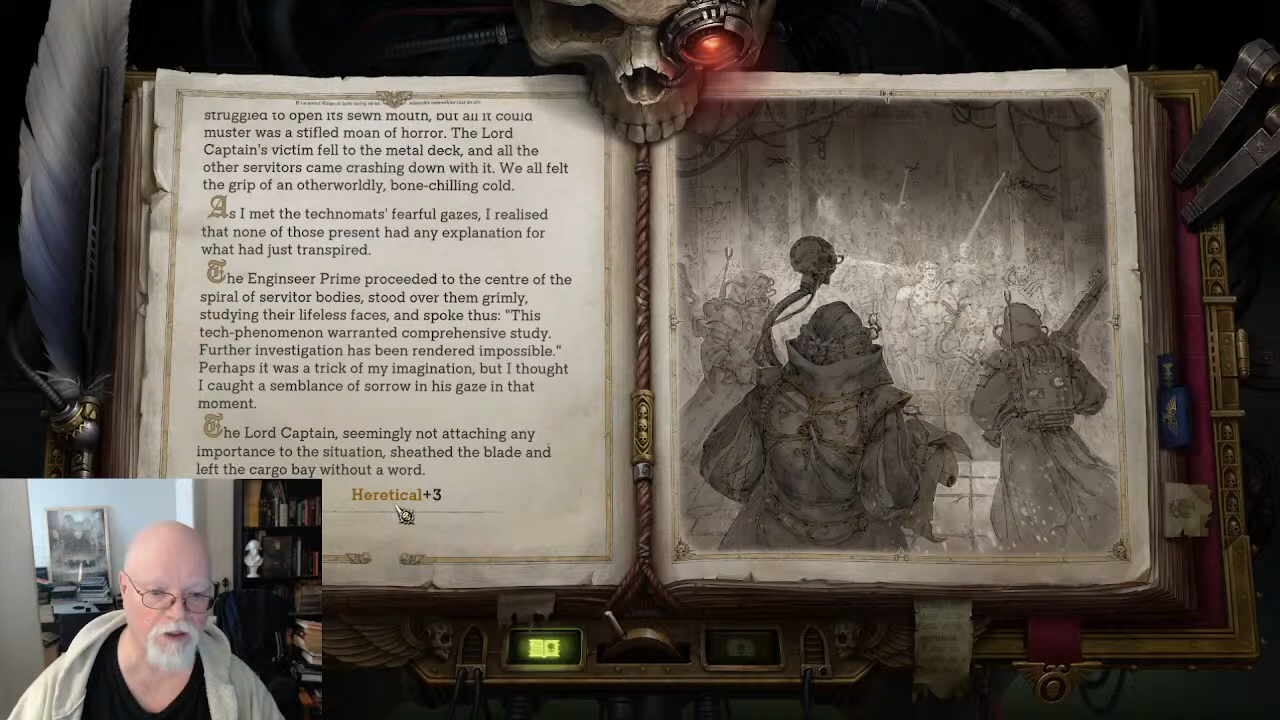 struggled to open its sewn mouth, but all it could
muster was a stifled moan of horror. The Lord
Captain's victim fell to the metal deck, and all the
other servitors came crashing down with it. We all felt
the grip of an otherworldly, bone-chilling cold.
As I met the technomats' fearful gazes, I realised
that none of those present had any explanation for
what had just transpired.
The Enginseer Prime proceeded to the centre of the
spiral of servitor bodies, stood over them grimly,
studying their lifeless faces, and spoke thus: "This
tech-phenomenon warranted comprehensive study.
Further investigation has been rendered impossible."
Perhaps it was a trick of my imagination, but I thought
I caught a semblance of sorrow in his gaze in that
moment.
The Lord Captain, seemingly not attaching any
importance to the situation, sheathed the blade and
left the cargo bay without a word.
Heretical+3